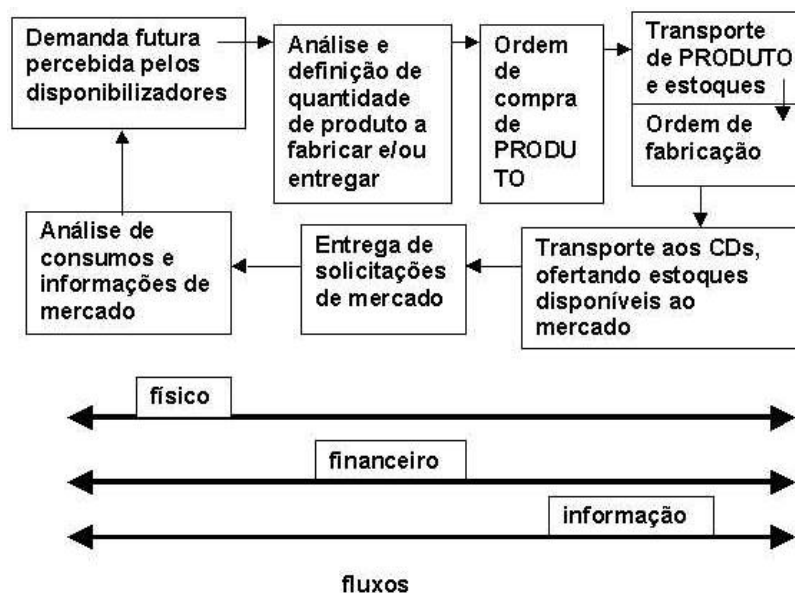 Demanda futura
percebida pelos
disponibilizadores
Análise e
definição de
quantidade
de produto a
fabricar e/ou
entregar
Ordem
de
compra
de
PRODU
TO
Transporte
de PRODUTO
e estoques
Ordem de
fabricação
Transporte aos CDs,
ofertando estoques
disponíveis ao
mercado
Entrega de
solicitações
de mercado
Análise de
consumos e
informações de
mercado
físico
financeiro
informação
fluxos